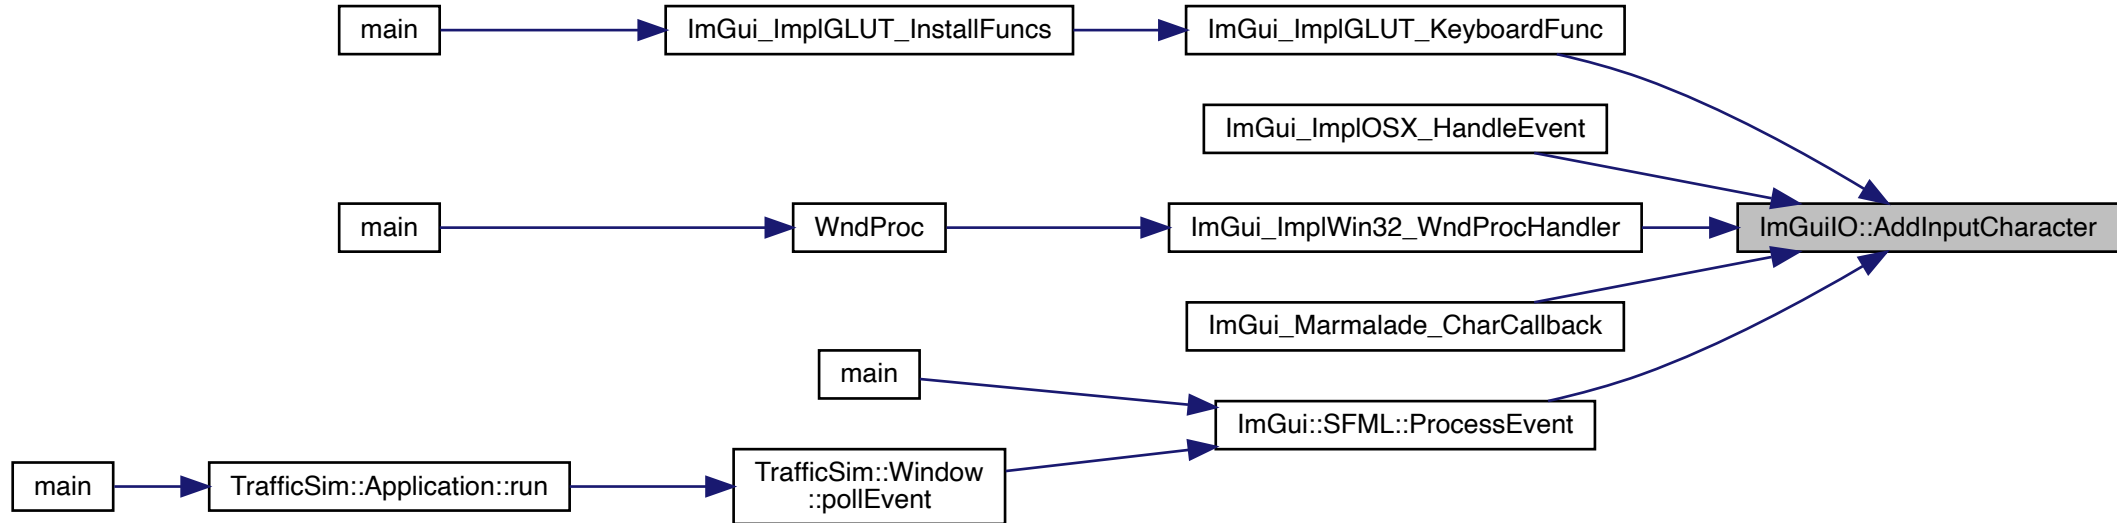 main
ImGui_ImplGLUT_InstallFuncs
ImGui_ImplGLUT_KeyboardFunc
ImGui_ImplOSX_HandleEvent
main
WndProc
ImGui_ImplWin32_WndProcHandler
ImGuiIO::AddInputCharacter
ImGui_Marmalade_CharCallback
main
ImGui::SFML::ProcessEvent
main
TrafficSim::Application::run
TrafficSim::Window
::pollEvent